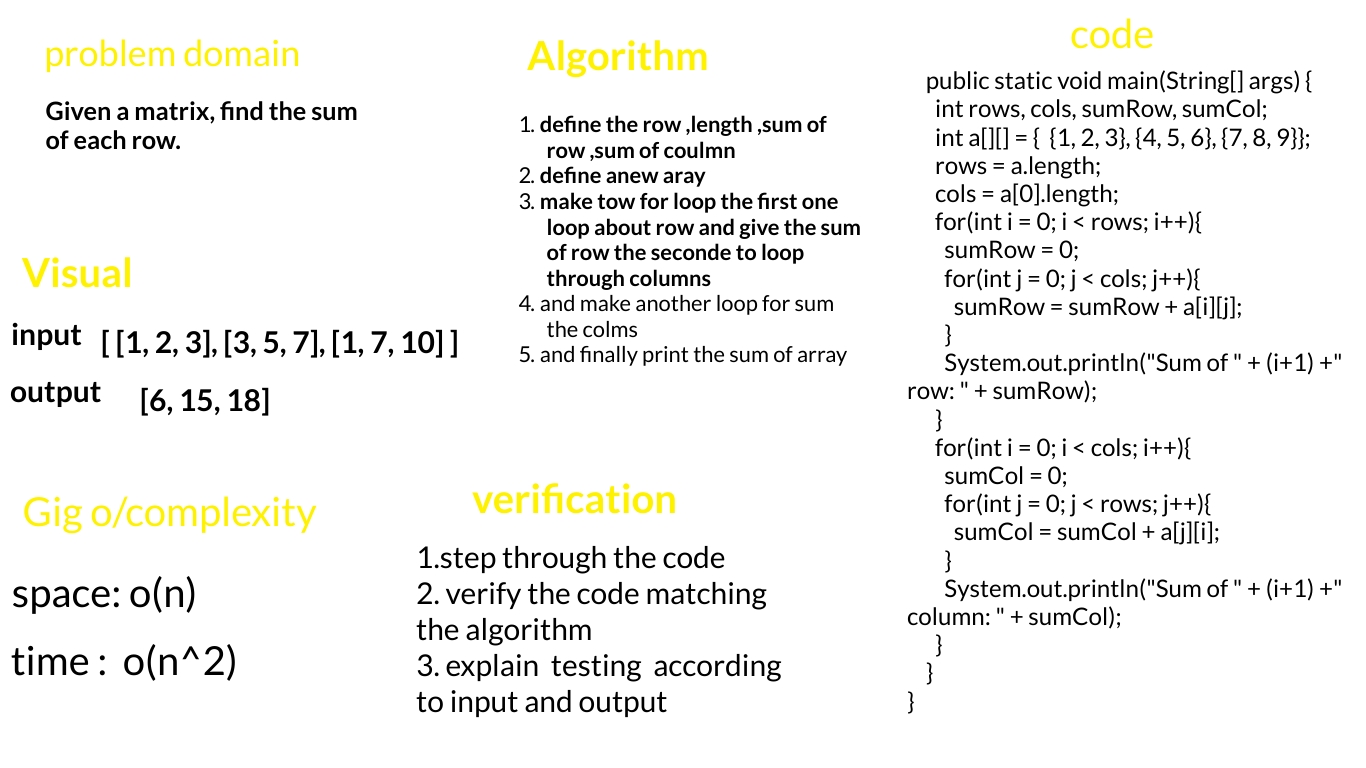 problem domain
Given a matrix, find the sum
of each row.
Visual
input [ [1, 2, 3], [3, 5, 7], [1, 7, 10] ]
output [6, 15, 18]
Gig o/complexity
space: o(n)
time : o(n^2)
Algorithm
1. define the row ,length ,sum of
row ,sum of coulmn
2. define anew aray
3. make tow for loop the first one
loop about row and give the sum
of row the seconde to loop
through columns
4. and make another loop for sum
the colms
5. and finally print the sum of array
verification
1.step through the code
2. verify the code matching
the algorithm
3. explain testing according
to input and output
code
public static void main(String[] args) {
int rows, cols, sumRow, sumCol;
int a[][] = { {1, 2, 3}, {4, 5, 6}, {7, 8, 9}};
rows = a.length;
cols = a[0].length;
for(int i = 0; i < rows; i++){
sumRow = 0;
for(int j = 0; j < cols; j++){
sumRow = sumRow + a[i][j];
}
System.out.println("Sum of " + (i+1) +"
row: " + sumRow);
}
for(int i = 0; i < cols; i++){
sumCol = 0;
for(int j = 0; j < rows; j++){
sumCol = sumCol + a[j][i];
}
System.out.println("Sum of " + (i+1) +"
column: " + sumCol);
}
}
}